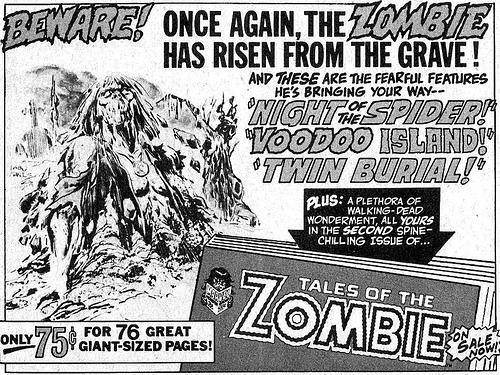 BEWARE! ONCE AGAIN, THE ZOMBIE
HAS RISEN FROM THE GRAVE!
AND THESE ARE THE FEARFUL FEATURES
HE'S BRINGING YOUR WAY--
"NIGHT OF THE SPIDER!"
"VOODOO ISLAND!"
"TWIN BURIAL!"
PLUS: A PLETHORA OF
WALKING-DEAD
WONDERMENT, ALL YOURS
IN THE SECOND SPINE-
CHILLING ISSUE OF...
TALES OF THE
ZOMBIE
ON
SALE
NOW!
ONLY 75¢ FOR 76 GREAT
GIANT-SIZED PAGES!